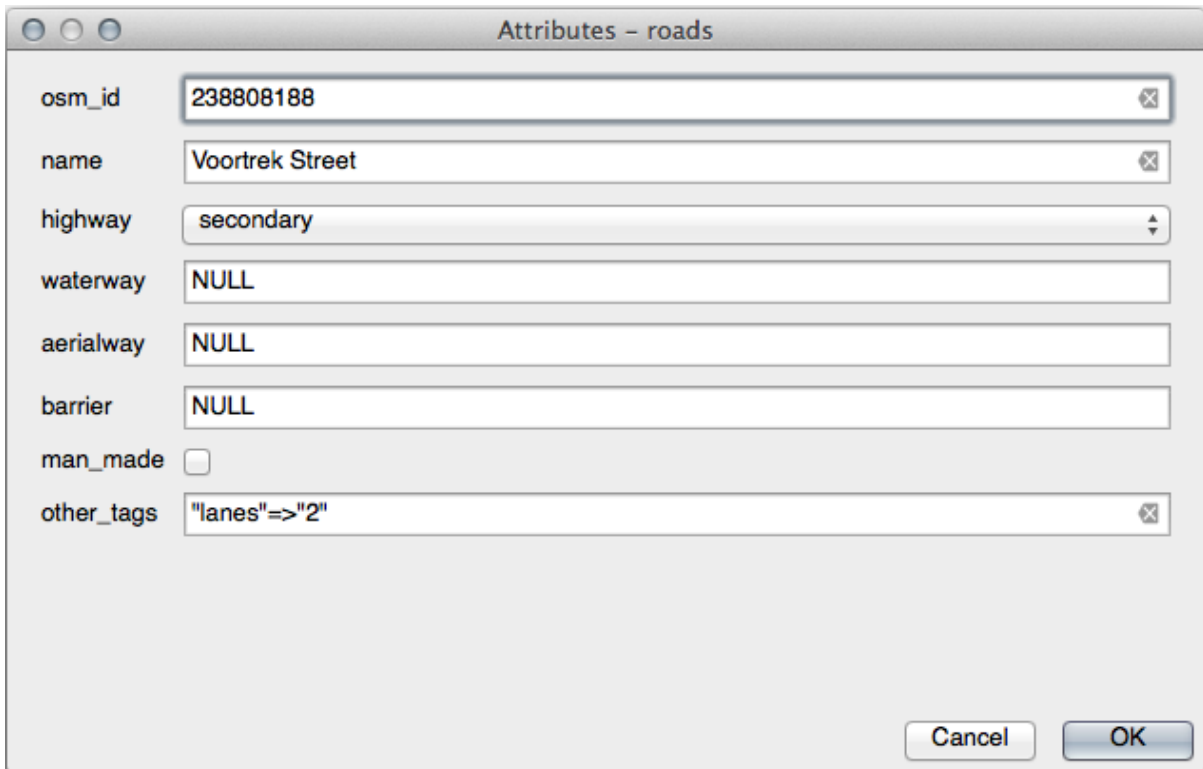 Attributes – roads
osm_id 238808188
name Voortrek Street
highway secondary
waterway NULL
aerialway NULL
barrier NULL
man_made
other_tags "lanes"=>"2"
Cancel OK